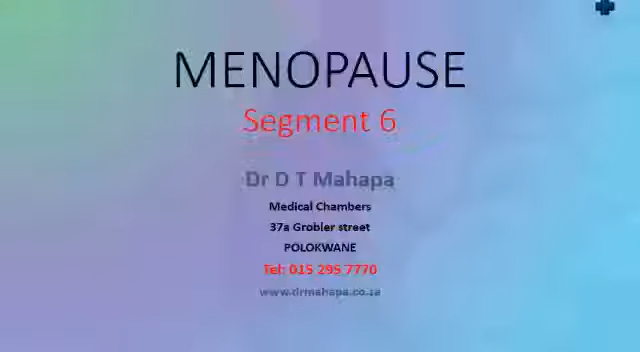 MENOPAUSE
Segment 6
Dr D T Mahapa
Medical Chambers
37a Grobler street
POLOKWANE
Tel: 015 295 7770
www.drmahapa.co.za